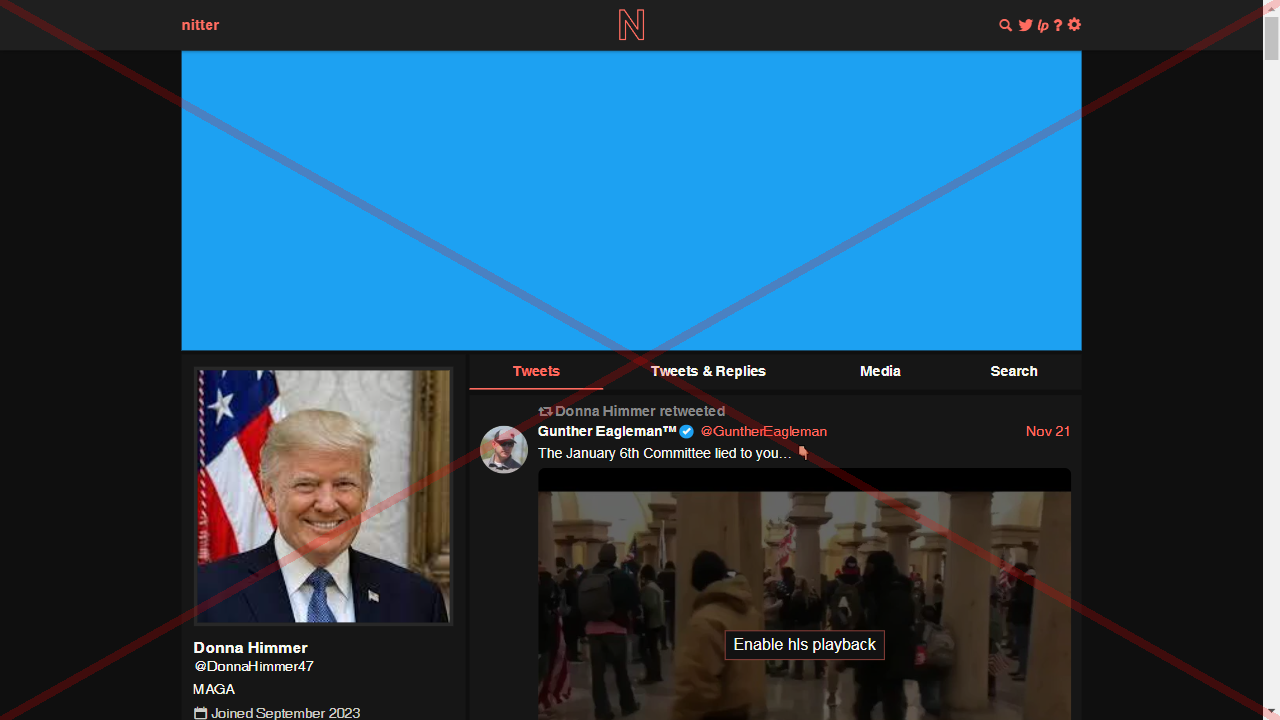 nitter
N
lp ?
Tweets
Tweets & Replies
Media
Search
Donna Himmer retweeted
Gunther Eagleman™ @GuntherEagleman
Nov 21
The January 6th Committee lied to you...
Enable hls playback
Donna Himmer
@DonnaHimmer47
MAGA
Joined September 2023